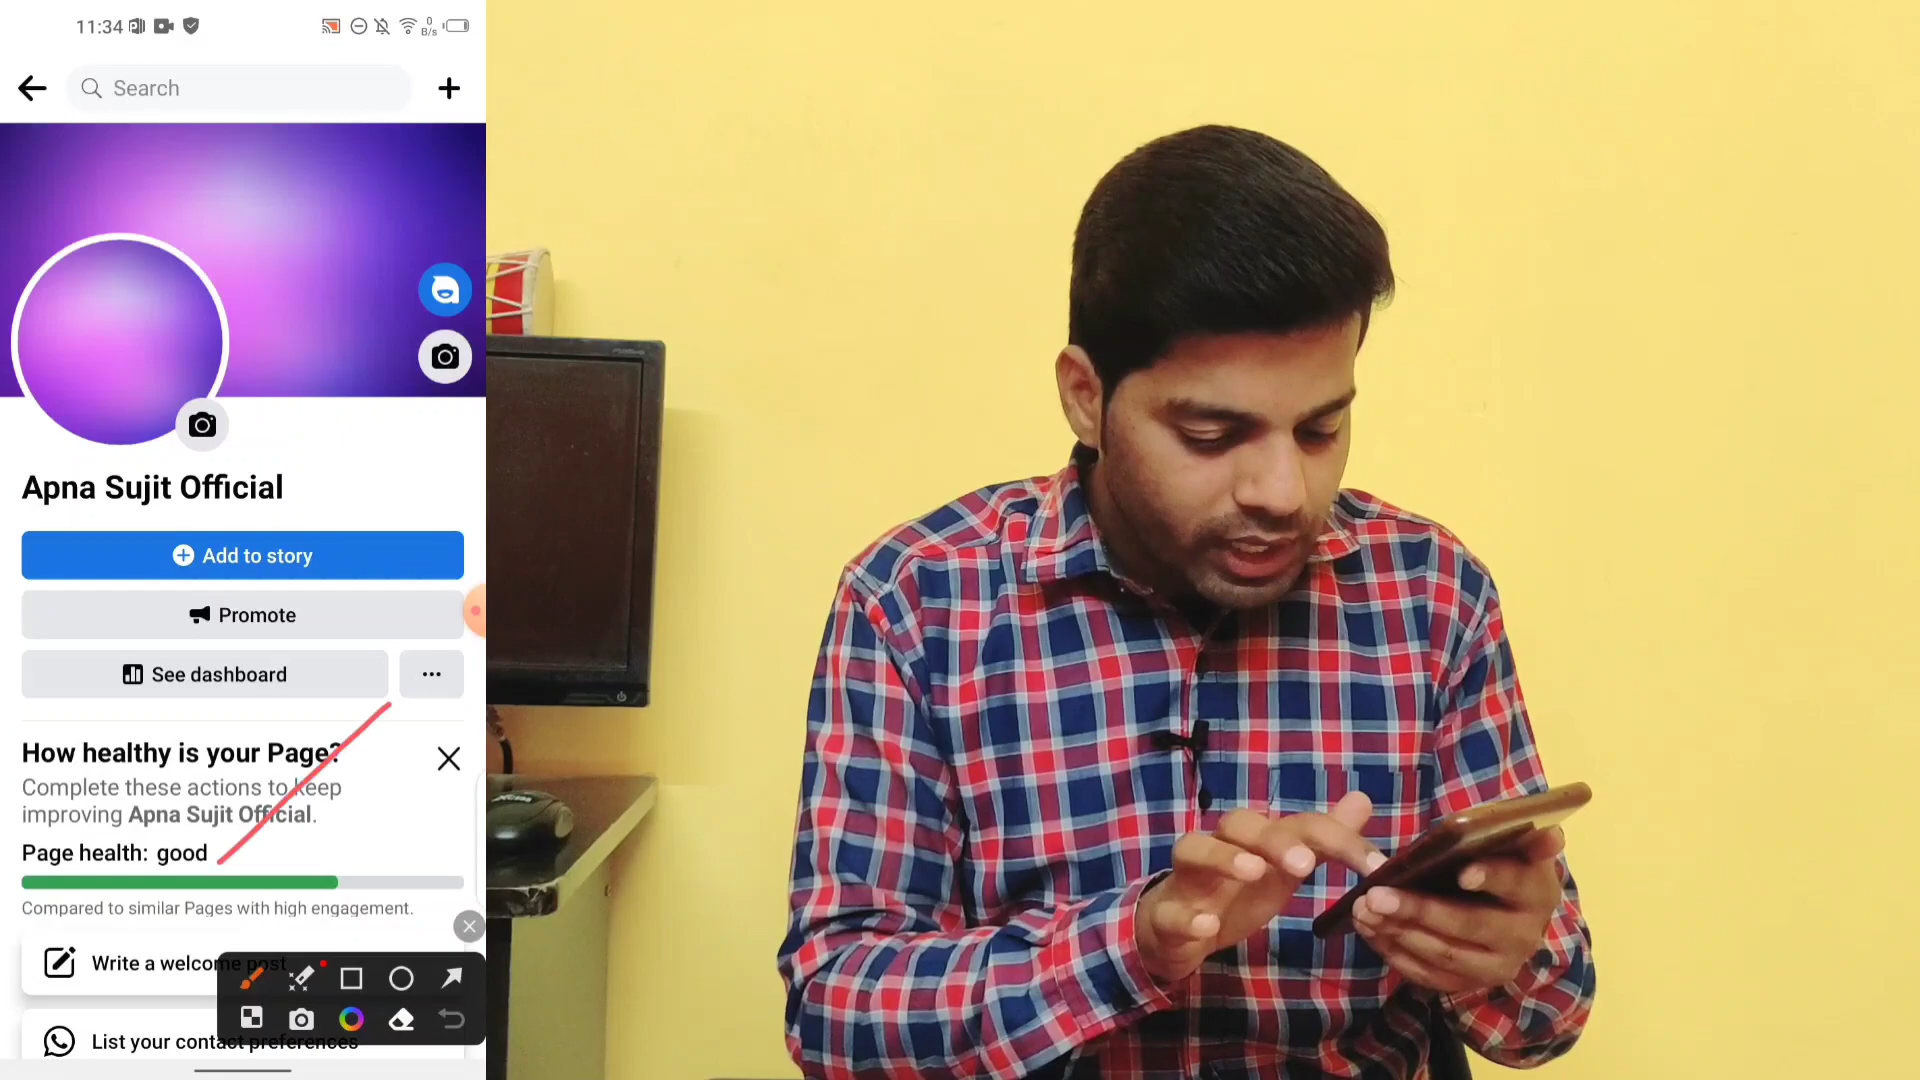 11:34
0
B/s
Search
Apna Sujit Official
Add to story
Promote
See dashboard
How healthy is your Page?
Complete these actions to keep
improving Apna Sujit Official.
Page health: good
Compared to similar Pages with high engagement.
Write a welcome post
List your contact preferences